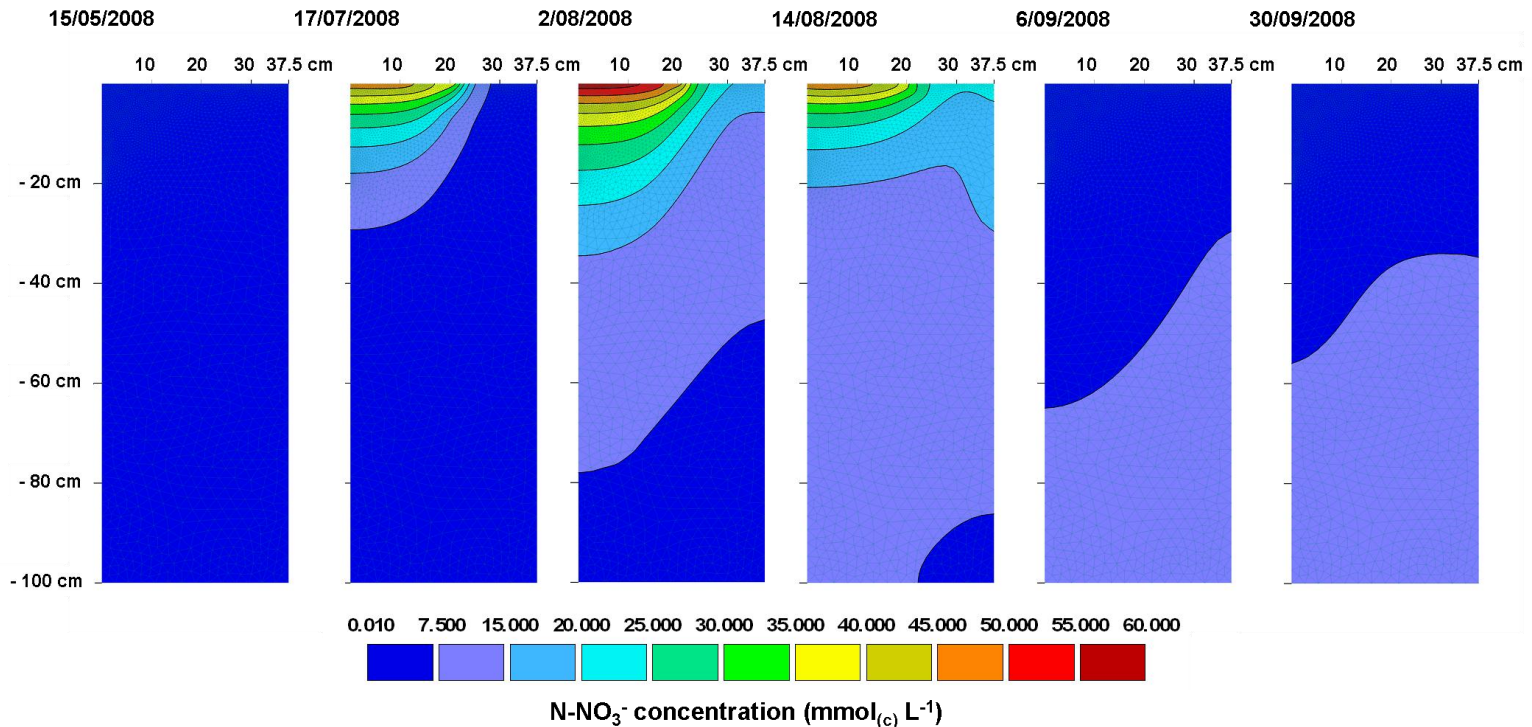 15/05/2008 17/07/2008 2/08/2008 14/08/2008 6/09/2008 30/09/2008
10 20 30 37.5 cm 10 20 30 37.5 cm 10 20 30 37.5 cm 10 20 30 37.5 cm 10 20 30 37.5 cm 10 20 30 37.5 cm
- 20 cm
- 40 cm
- 60 cm
- 80 cm
- 100 cm
0.010 7.500 15.000 20.000 25.000 30.000 35.000 40.000 45.000 50.000 55.000 60.000
N-NO₃⁻ concentration (mmol₍c₎ L⁻¹)